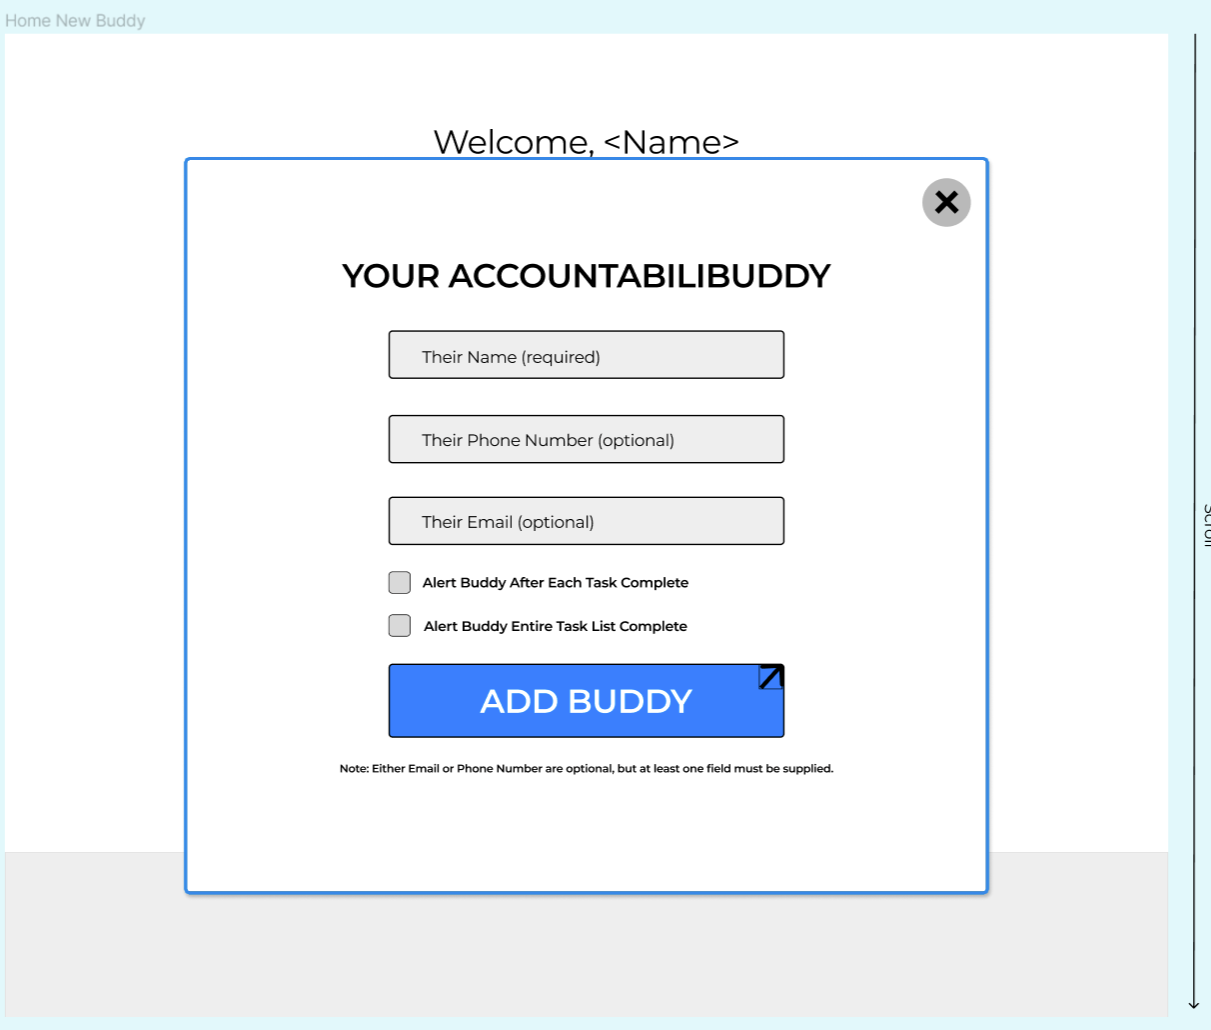 Home New Buddy
Welcome, <Name>
YOUR ACCOUNTABILIBUDDY
Their Name (required)
Their Phone Number (optional)
Scroll
Their Email (optional)
Alert Buddy After Each Task Complete
Alert Buddy Entire Task List Complete
ADD BUDDY
Note: Either Email or Phone Number are optional, but at least one field must be supplied.